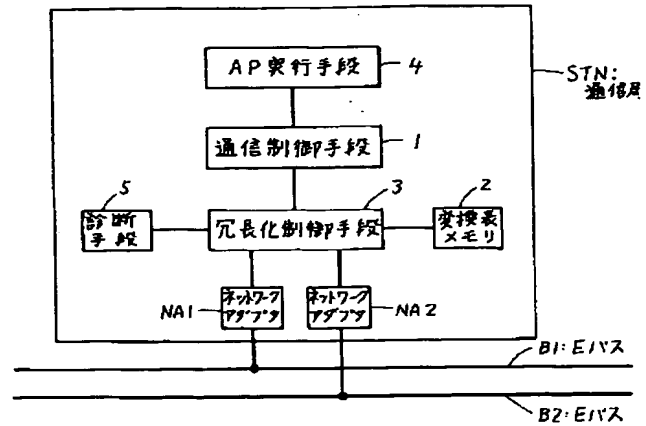 AP実行手段
4
STN:
通信局
通信制御手段
1
5
診断
手段
3
冗長化制御手段
2
変換表
メモリ
NA1
ネットワーク
アダプタ
ネットワーク
アダプタ
NA2
B1:Eバス
B2:Eバス